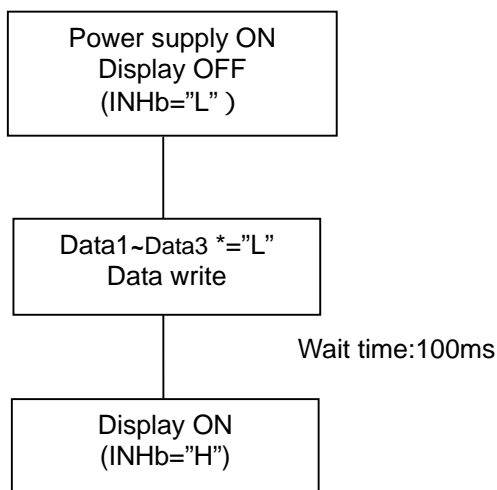 Power supply ON
Display OFF
(INHb=”L” )
Data1~Data3 *=”L”
Data write
Wait time:100ms
Display ON
(INHb=”H”)